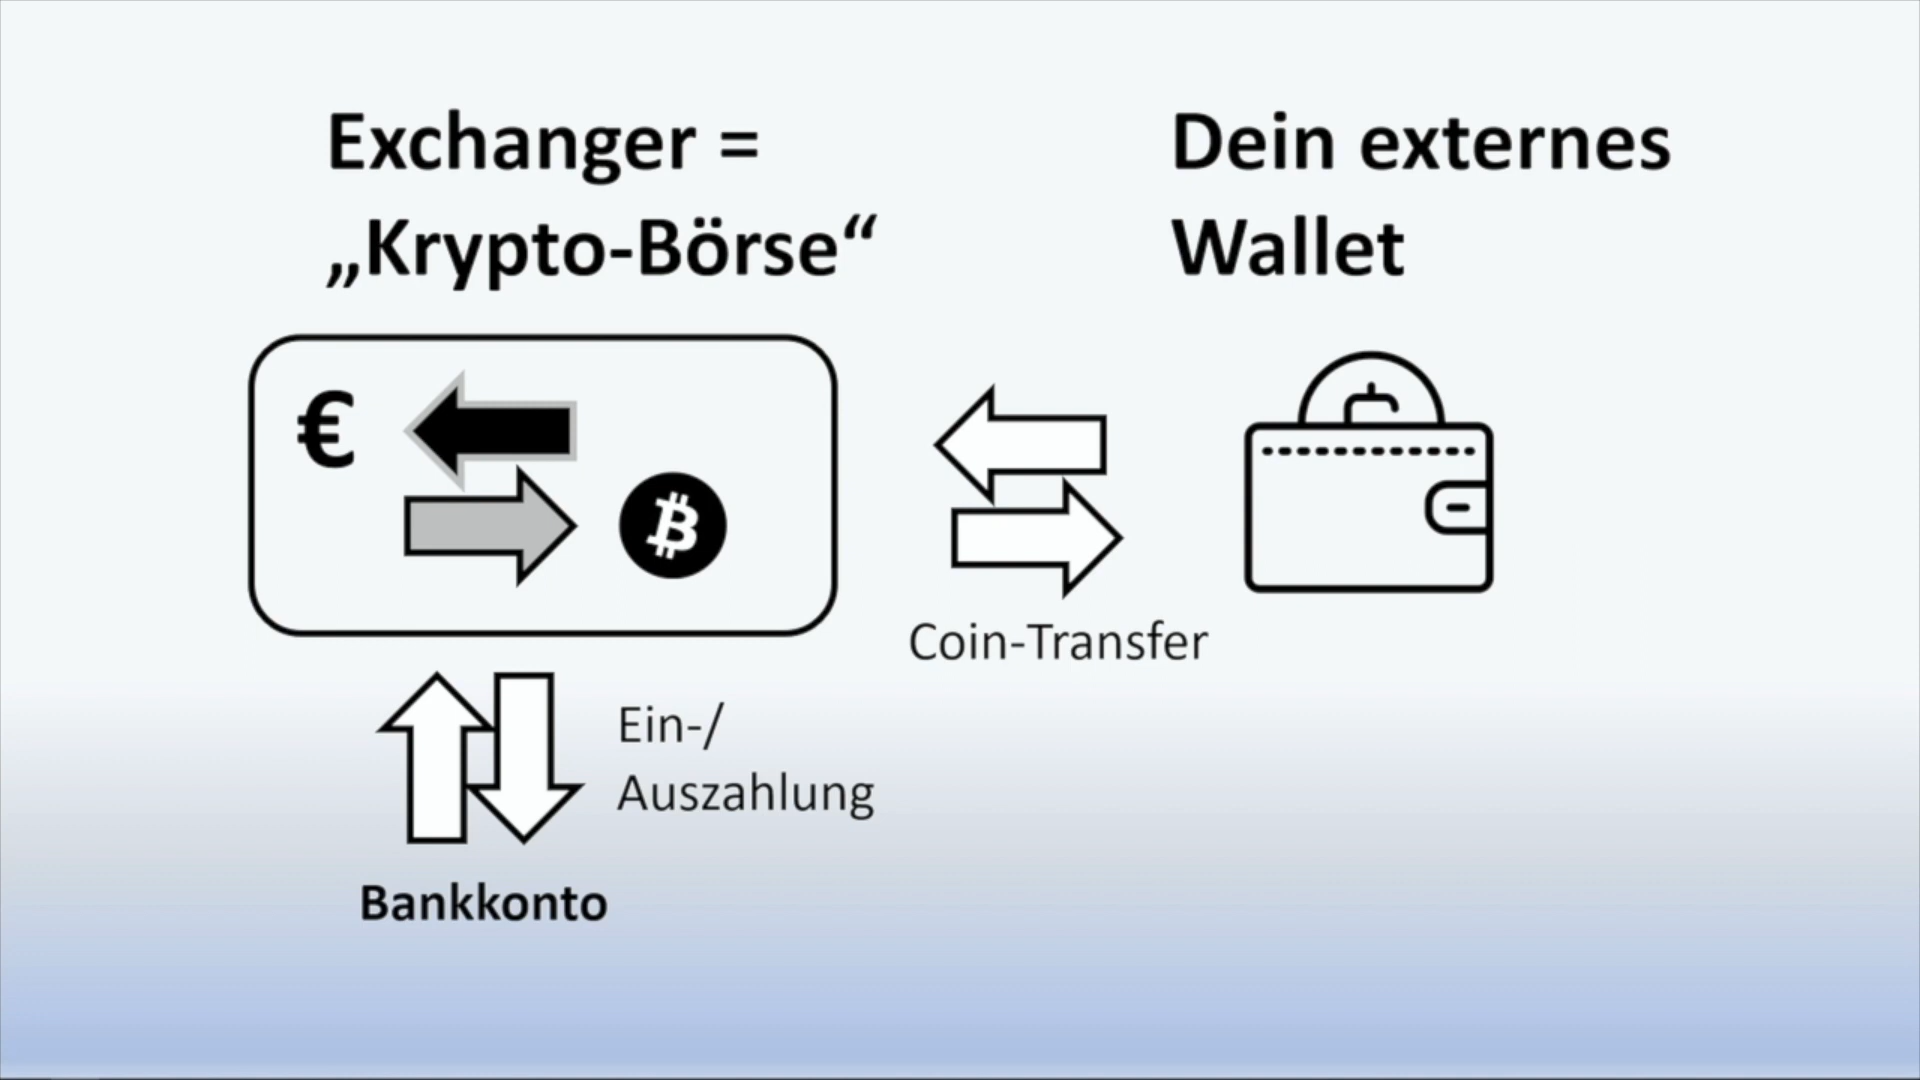 Exchanger =
„Krypto-Börse“
Dein externes
Wallet
€
₿
Coin-Transfer
Ein-/
Auszahlung
Bankkonto